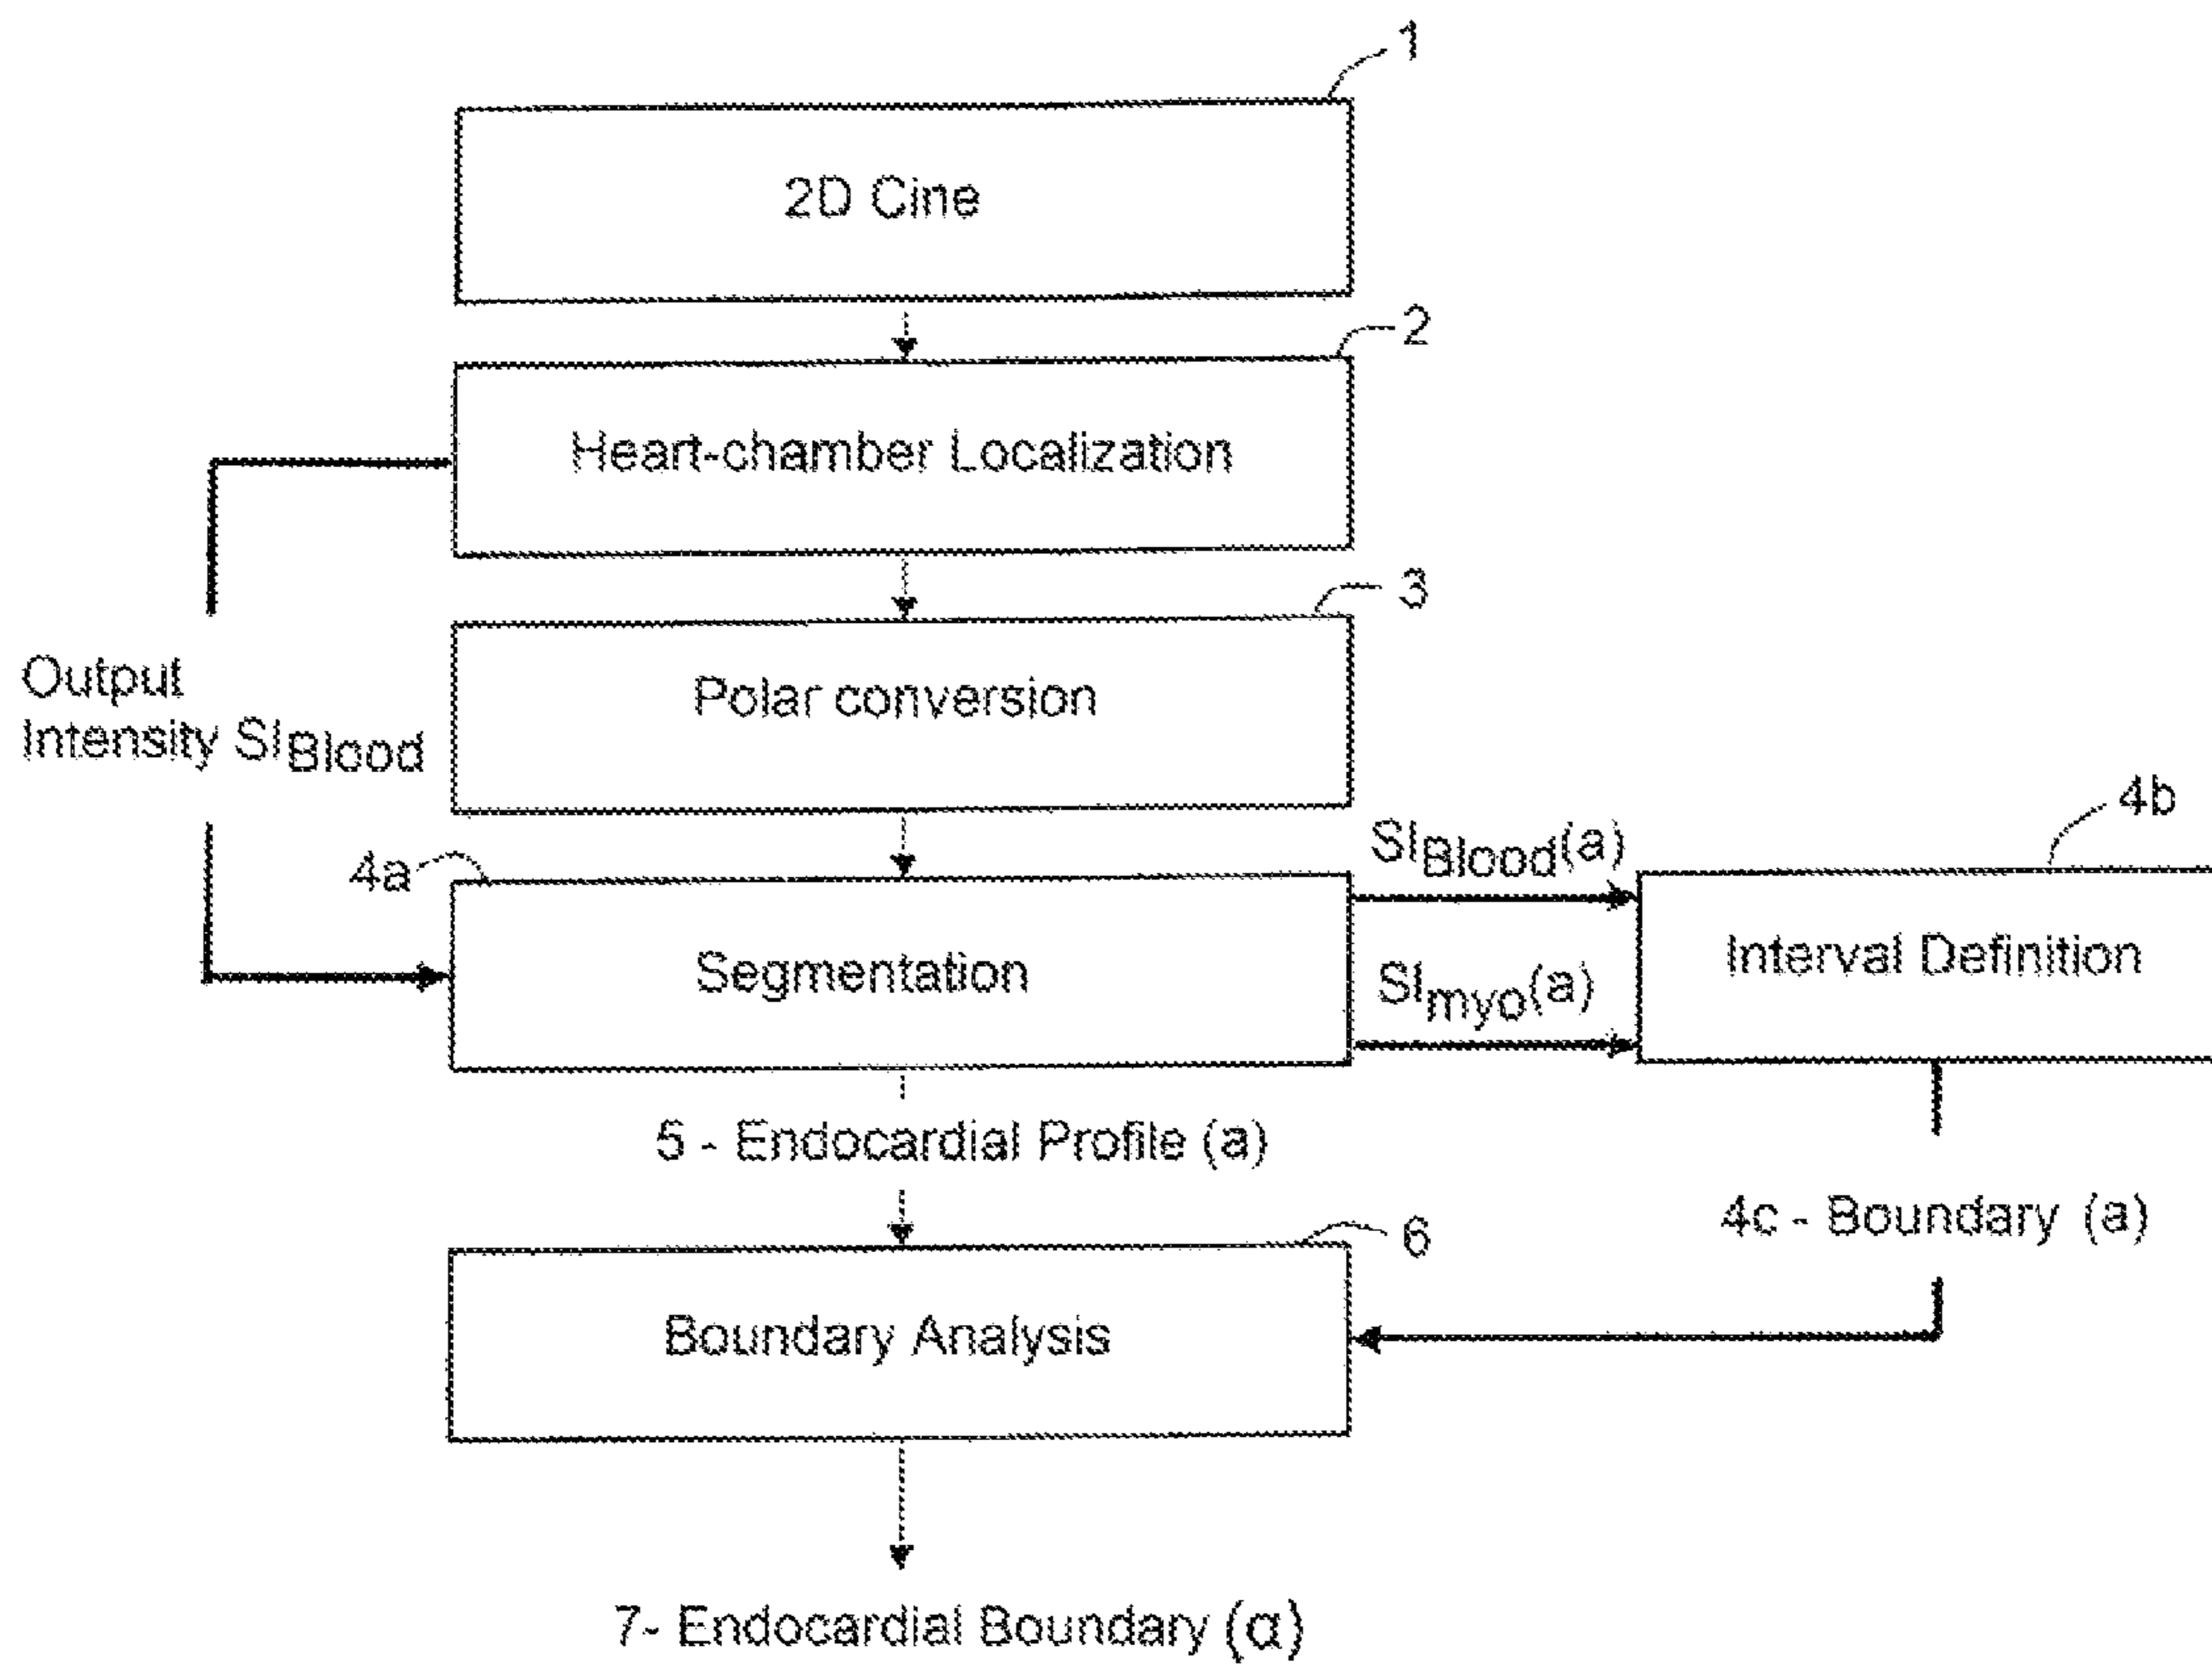 1
2D Cine
2
Heart-chamber Localization
3
Output
Intensity SIBlood
Polar conversion
4a
SIBlood(a)
4b
Segmentation
Interval Definition
SImyo(a)
5 - Endocardial Profile (a)
4c - Boundary (a)
6
Boundary Analysis
7- Endocardial Boundary (α)